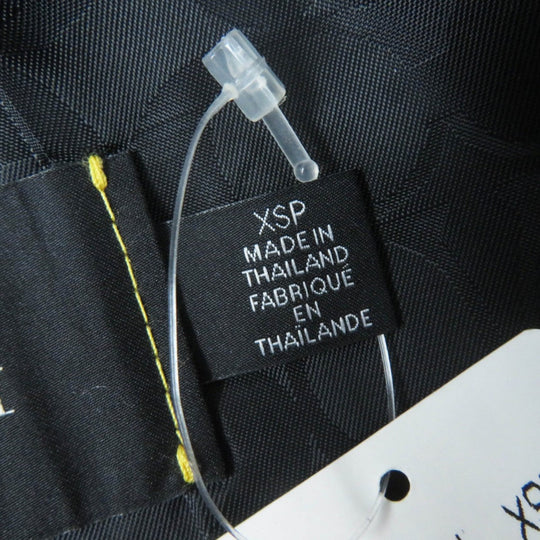 XSP
MADE IN
THAILAND
FABRIQUÉ
EN
THAÏLANDE